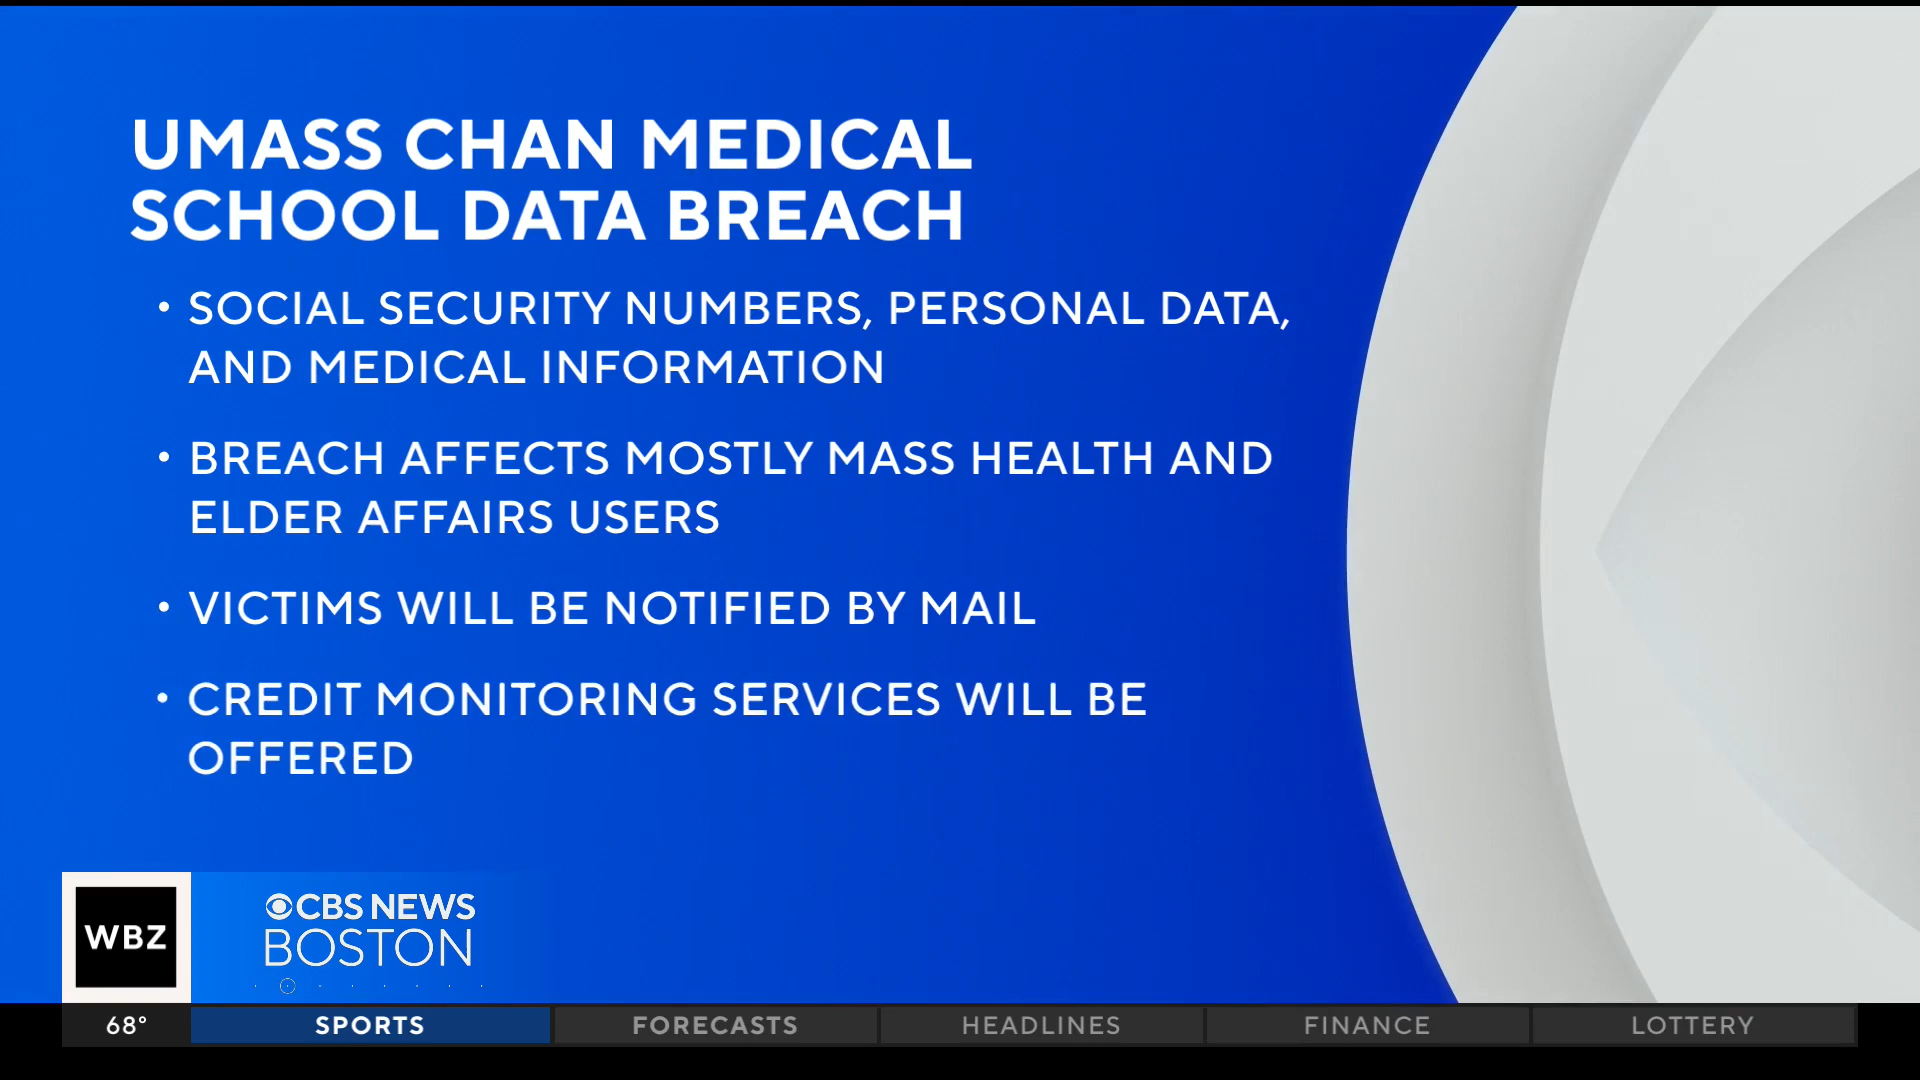 UMASS CHAN MEDICAL
SCHOOL DATA BREACH
• SOCIAL SECURITY NUMBERS, PERSONAL DATA,
AND MEDICAL INFORMATION
• BREACH AFFECTS MOSTLY MASS HEALTH AND
ELDER AFFAIRS USERS
• VICTIMS WILL BE NOTIFIED BY MAIL
• CREDIT MONITORING SERVICES WILL BE
OFFERED
WBZ
CBS NEWS
BOSTON
68° SPORTS FORECASTS HEADLINES FINANCE LOTTERY